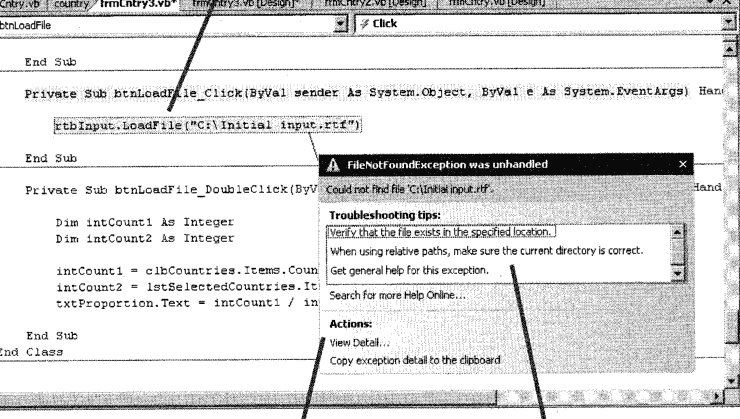 Cntry.vb country frmCntry3.vb* frmCntry3.vb [Design]* frmCntry2.vb [Design] frmCntry.vb [Design]
btnLoadFile Click
End Sub
Private Sub btnLoadFile_Click(ByVal sender As System.Object, ByVal e As System.EventArgs) Han
rtbInput.LoadFile("C:\Initial input.rtf")
End Sub
FileNotFoundException was unhandled
Could not find file 'C:\Initial input.rtf'.
Private Sub btnLoadFile_DoubleClick(ByV Hand
Troubleshooting tips:
Dim intCount1 As Integer
Verify that the file exists in the specified location.
Dim intCount2 As Integer
When using relative paths, make sure the current directory is correct.
intCount1 = clbCountries.Items.Coun
Get general help for this exception.
intCount2 = lstSelectedCountries.It
Search for more Help Online...
txtProportion.Text = intCount1 / in
Actions:
End Sub
View Detail...
End Class
Copy exception detail to the clipboard